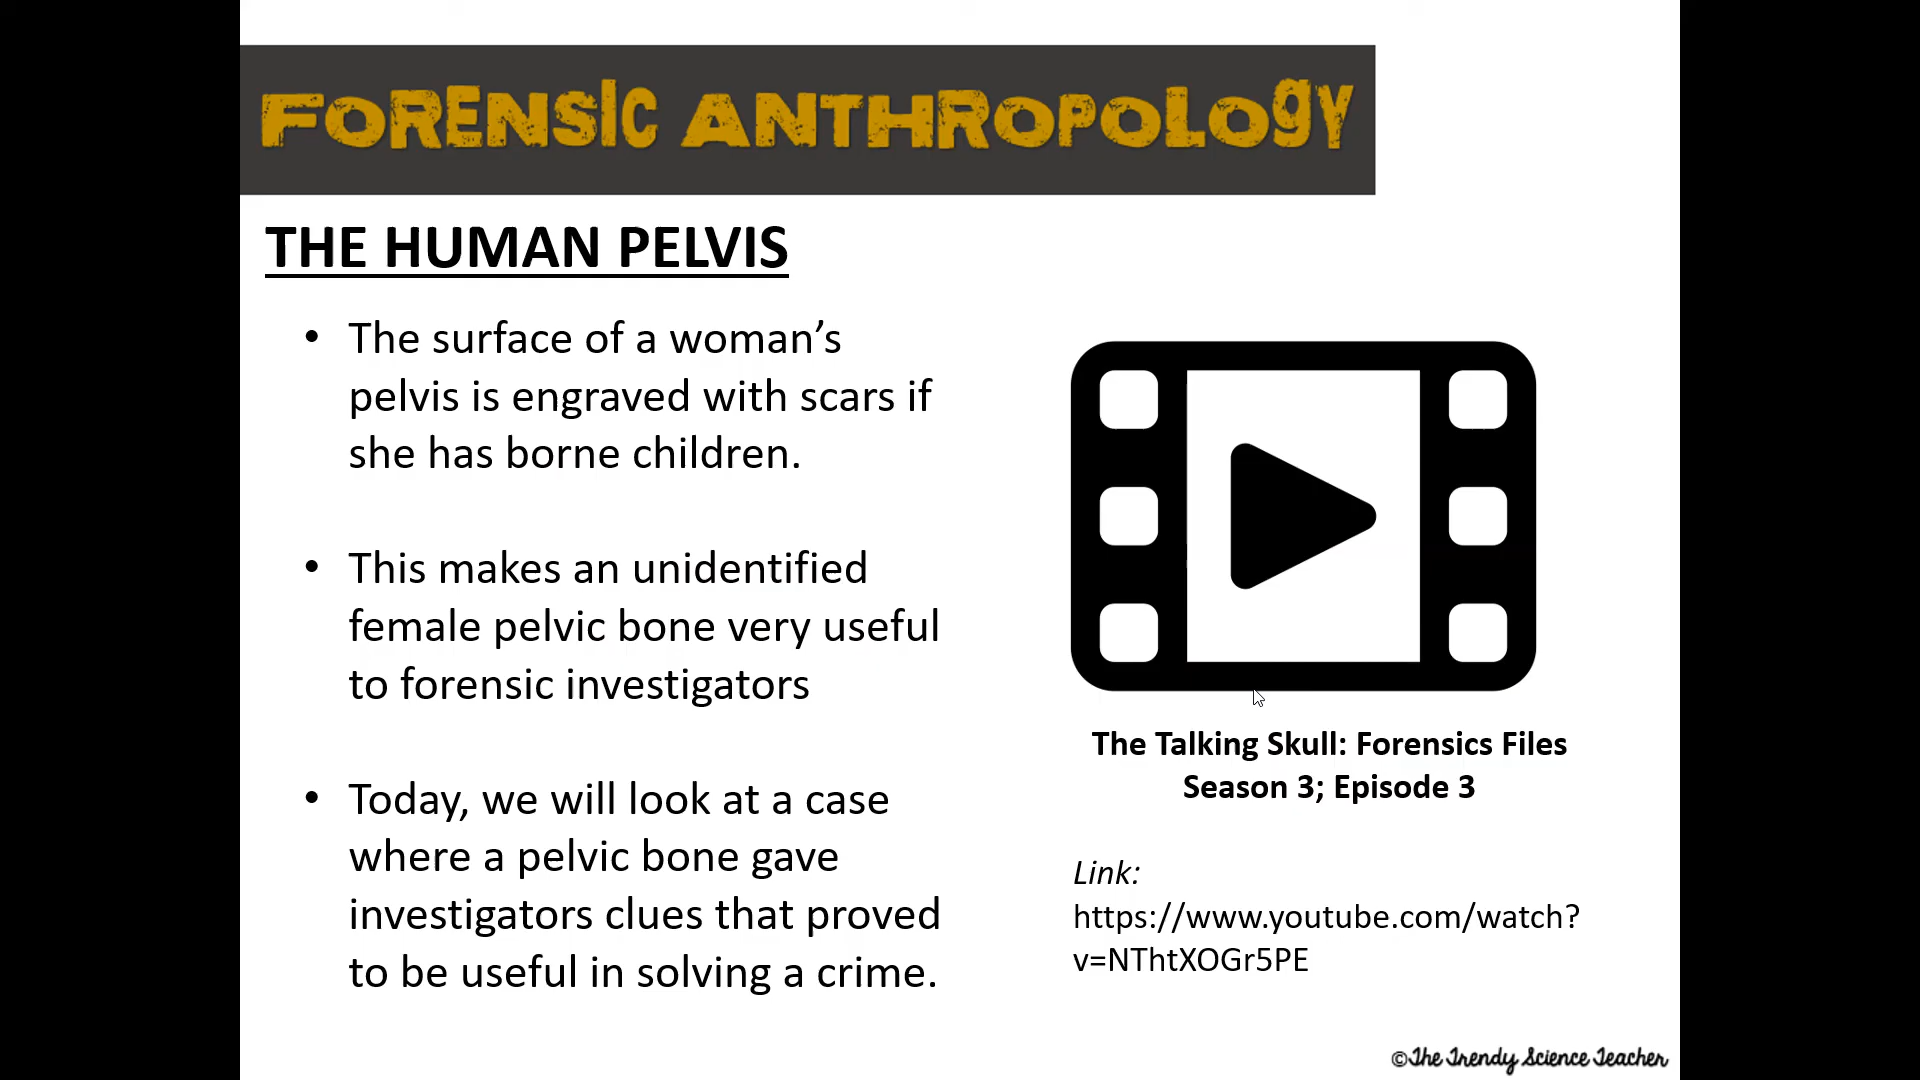 FORENSIC ANTHROPOLOGY
THE HUMAN PELVIS
• The surface of a woman’s
pelvis is engraved with scars if
she has borne children.
• This makes an unidentified
female pelvic bone very useful
to forensic investigators
• Today, we will look at a case
where a pelvic bone gave
investigators clues that proved
to be useful in solving a crime.
The Talking Skull: Forensics Files
Season 3; Episode 3
Link:
https://www.youtube.com/watch?
v=NThtXOGr5PE
©The Trendy Science Teacher